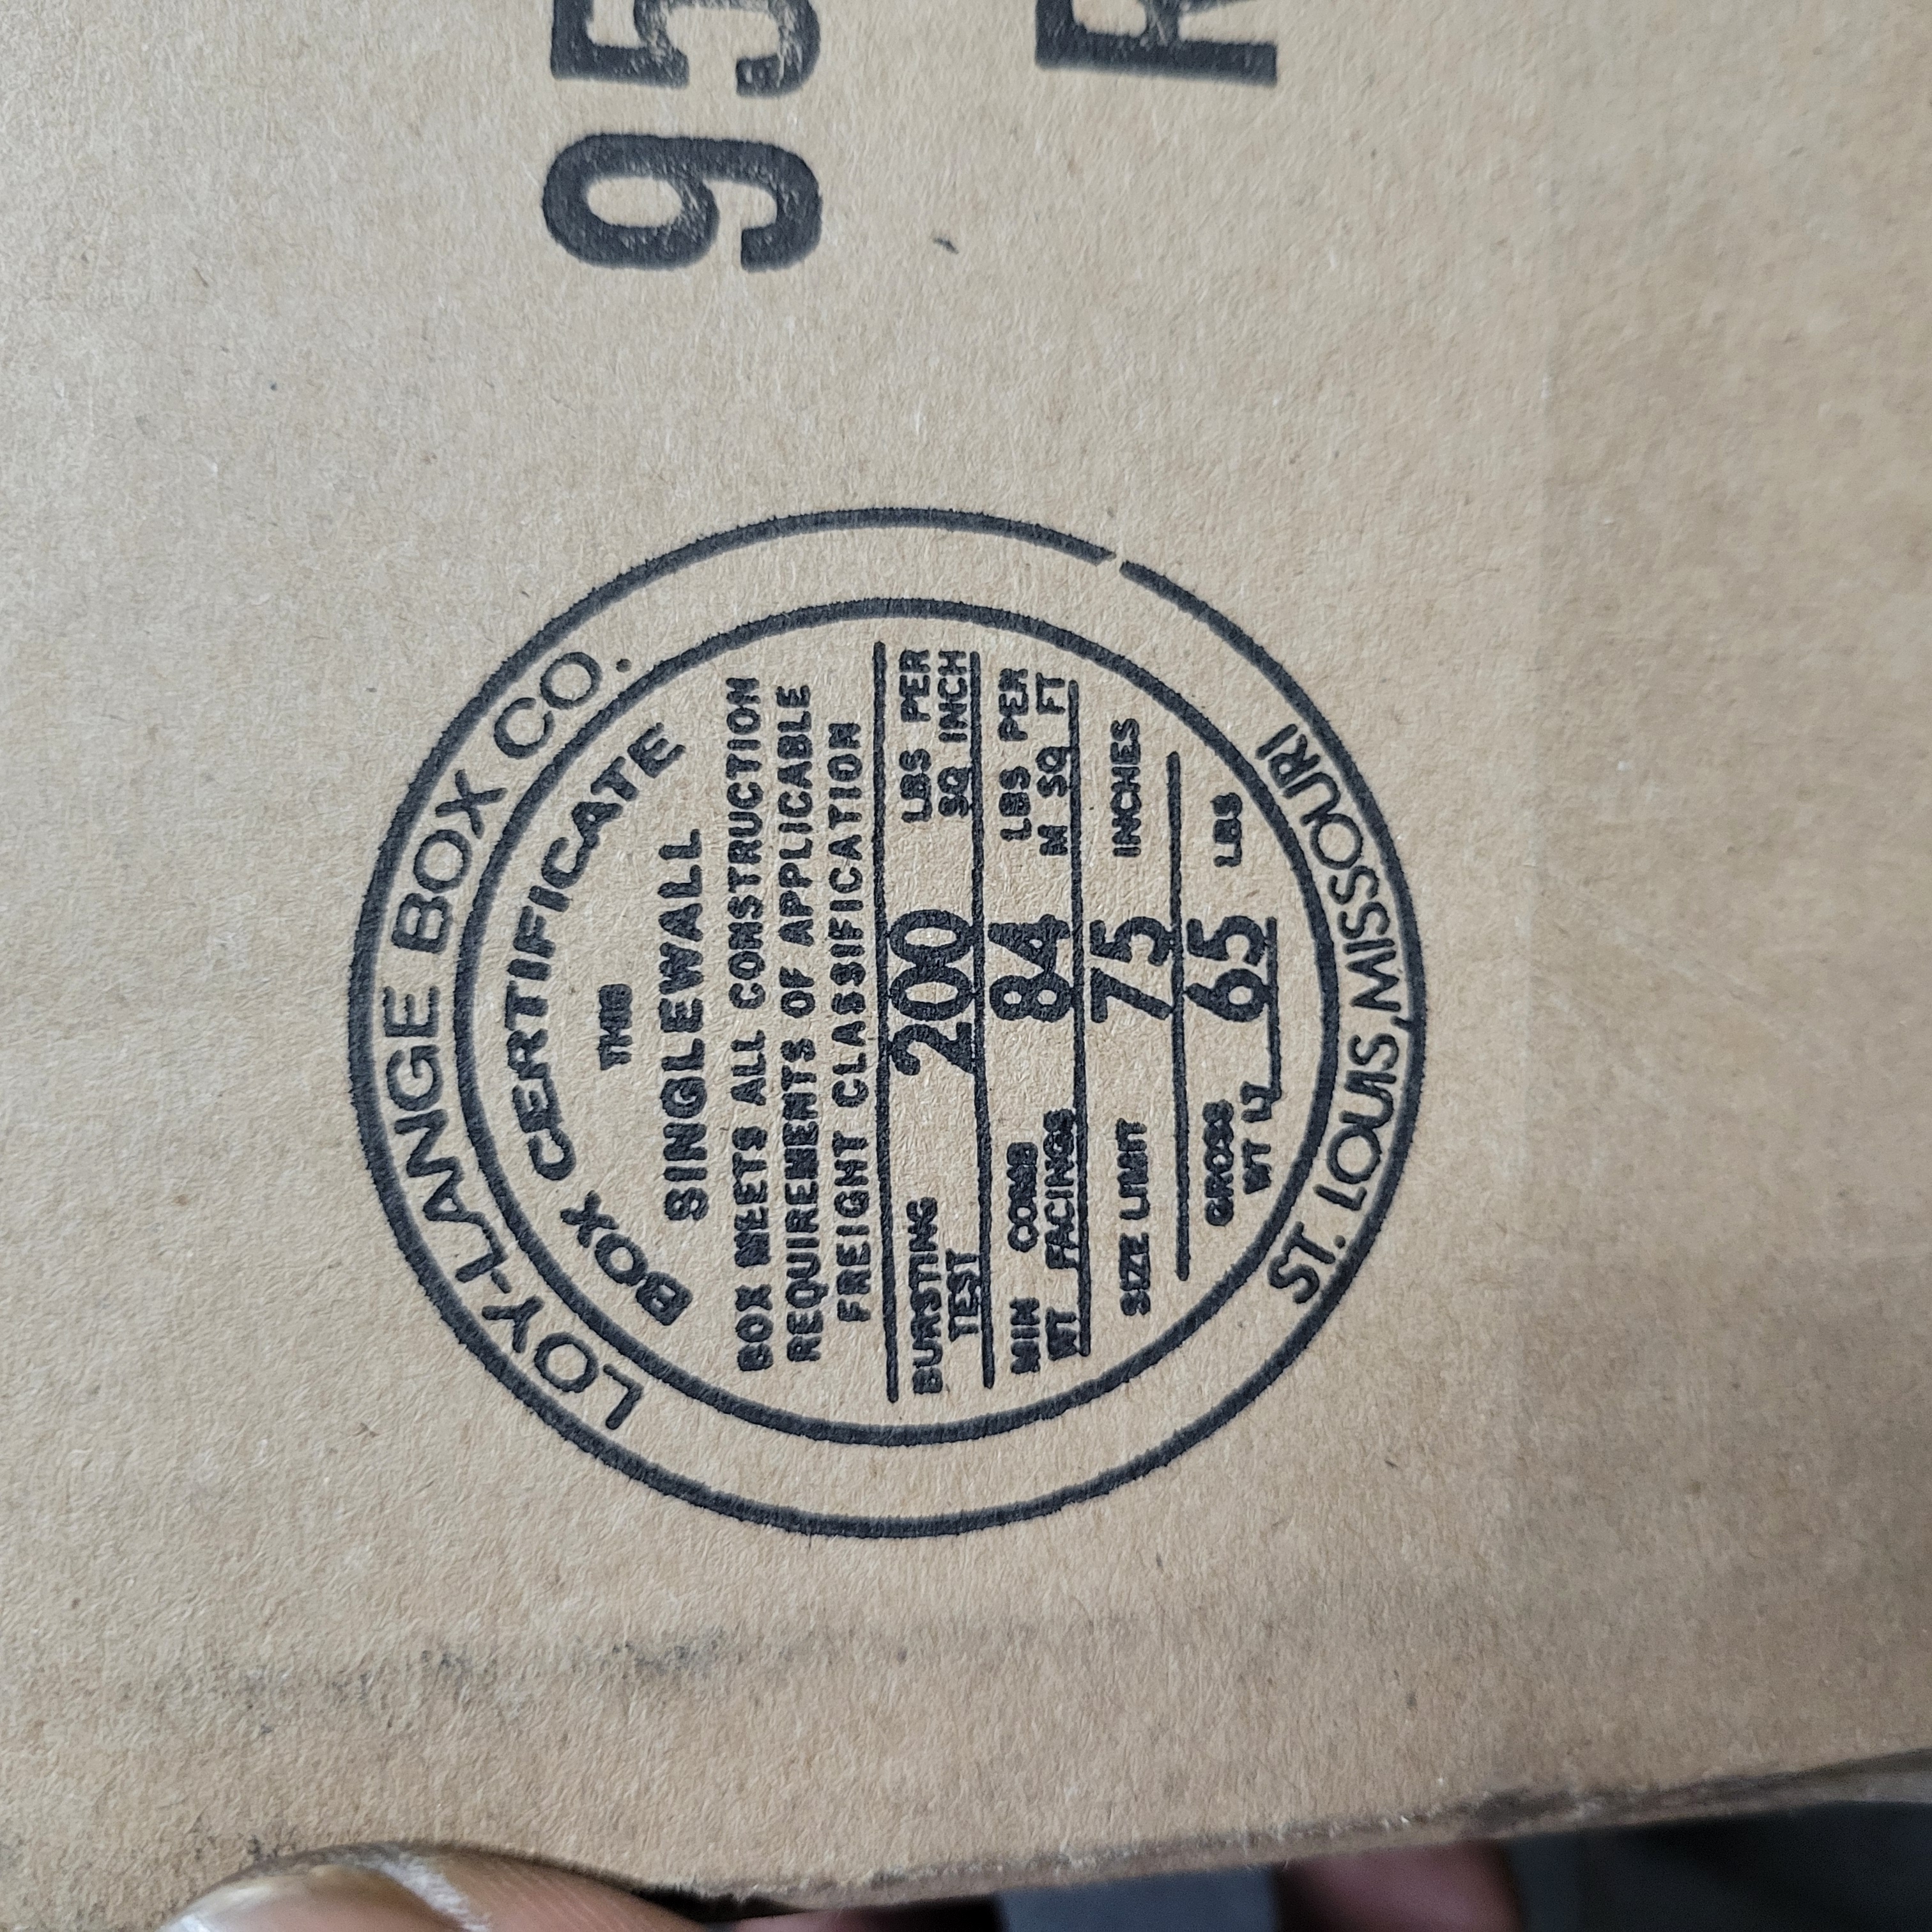 95
LOY-LANGE BOX CO.
BOX CERTIFICATE
THIS
SINGLEWALL
BOX MEETS ALL CONSTRUCTION
REQUIREMENTS OF APPLICABLE
FREIGHT CLASSIFICATION
BURSTING TEST 200 LBS PER SQ INCH
MIN COMB WT FACINGS 84 LBS PER M SQ FT
SIZE LIMIT 75 INCHES
GROSS WT LT 65 LBS
ST. LOUIS, MISSOURI